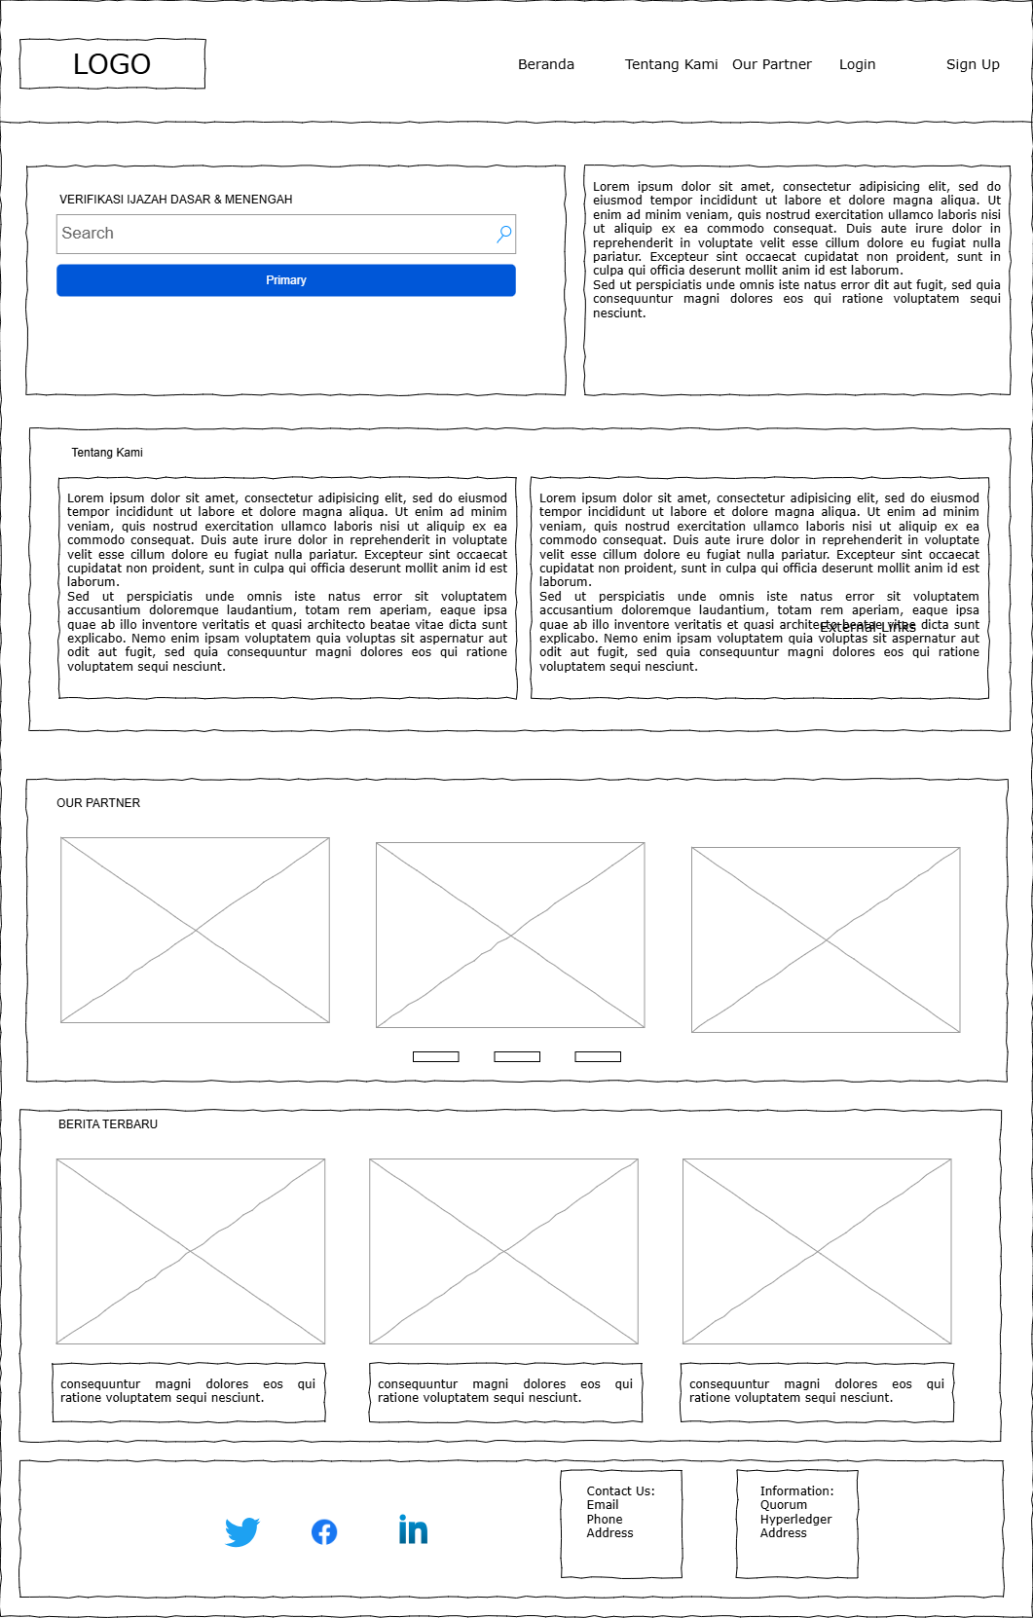 LOGO
Beranda
Tentang Kami
Our Partner
Login
Sign Up
VERIFIKASI IJAZAH DASAR & MENENGAH
Search
Primary
Lorem ipsum dolor sit amet, consectetur adipisicing elit, sed do
eiusmod tempor incididunt ut labore et dolore magna aliqua. Ut
enim ad minim veniam, quis nostrud exercitation ullamco laboris nisi
ut aliquip ex ea commodo consequat. Duis aute irure dolor in
reprehenderit in voluptate velit esse cillum dolore eu fugiat nulla
pariatur. Excepteur sint occaecat cupidatat non proident, sunt in
culpa qui officia deserunt mollit anim id est laborum.
Sed ut perspiciatis unde omnis iste natus error dit aut fugit, sed quia
consequuntur magni dolores eos qui ratione voluptatem sequi
nesciunt.
Tentang Kami
Lorem ipsum dolor sit amet, consectetur adipisicing elit, sed do eiusmod
tempor incididunt ut labore et dolore magna aliqua. Ut enim ad minim
veniam, quis nostrud exercitation ullamco laboris nisi ut aliquip ex ea
commodo consequat. Duis aute irure dolor in reprehenderit in voluptate
velit esse cillum dolore eu fugiat nulla pariatur. Excepteur sint occaecat
cupidatat non proident, sunt in culpa qui officia deserunt mollit anim id est
laborum.
Sed ut perspiciatis unde omnis iste natus error sit voluptatem
accusantium doloremque laudantium, totam rem aperiam, eaque ipsa
quae ab illo inventore veritatis et quasi architecto beatae vitae dicta sunt
explicabo. Nemo enim ipsam voluptatem quia voluptas sit aspernatur aut
odit aut fugit, sed quia consequuntur magni dolores eos qui ratione
voluptatem sequi nesciunt.
Lorem ipsum dolor sit amet, consectetur adipisicing elit, sed do eiusmod
tempor incididunt ut labore et dolore magna aliqua. Ut enim ad minim
veniam, quis nostrud exercitation ullamco laboris nisi ut aliquip ex ea
commodo consequat. Duis aute irure dolor in reprehenderit in voluptate
velit esse cillum dolore eu fugiat nulla pariatur. Excepteur sint occaecat
cupidatat non proident, sunt in culpa qui officia deserunt mollit anim id est
laborum.
Sed ut perspiciatis unde omnis iste natus error sit voluptatem
accusantium doloremque laudantium, totam rem aperiam, eaque ipsa
quae ab illo inventore veritatis et quasi architecto beatae vitae dicta sunt
External Links
explicabo. Nemo enim ipsam voluptatem quia voluptas sit aspernatur aut
odit aut fugit, sed quia consequuntur magni dolores eos qui ratione
voluptatem sequi nesciunt.
OUR PARTNER
BERITA TERBARU
consequuntur magni dolores eos qui
ratione voluptatem sequi nesciunt.
consequuntur magni dolores eos qui
ratione voluptatem sequi nesciunt.
consequuntur magni dolores eos qui
ratione voluptatem sequi nesciunt.
in
Contact Us:
Email
Phone
Address
Information:
Quorum
Hyperledger
Address